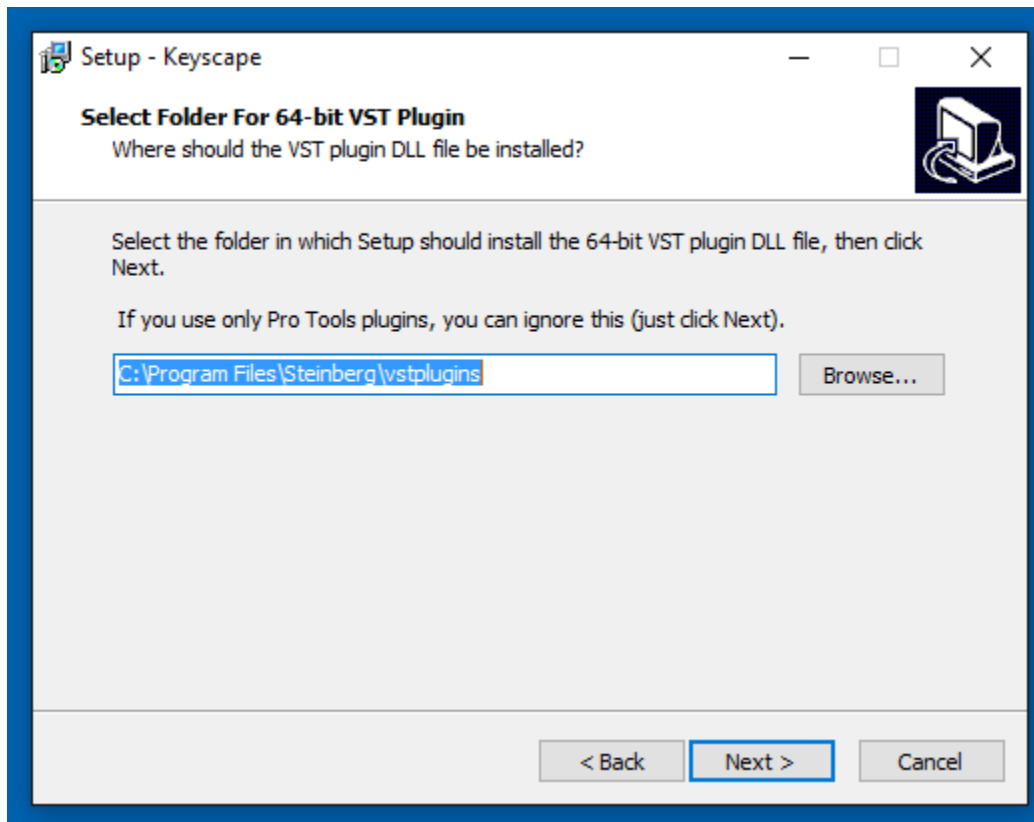 Setup - Keyscape
Select Folder For 64-bit VST Plugin
Where should the VST plugin DLL file be installed?
Select the folder in which Setup should install the 64-bit VST plugin DLL file, then click
Next.
If you use only Pro Tools plugins, you can ignore this (just click Next).
C:\Program Files\Steinberg\vstplugins
Browse...
< Back
Next >
Cancel